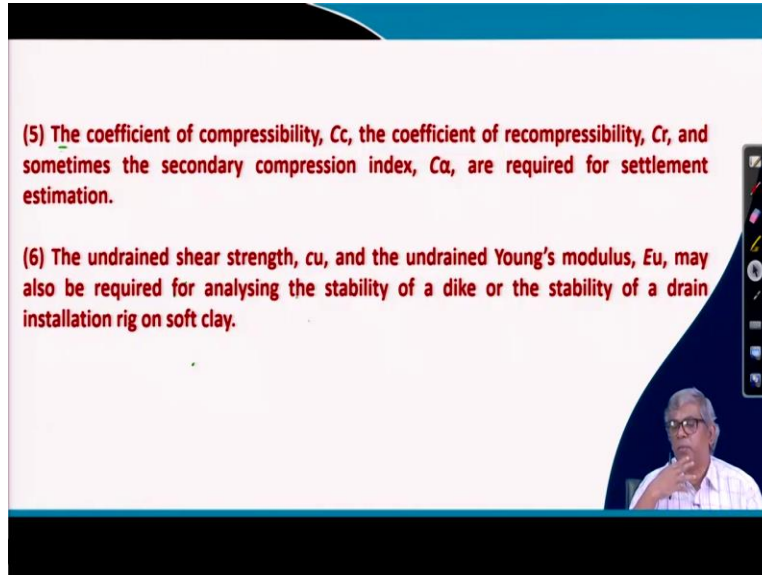 (5) The coefficient of compressibility, Cc, the coefficient of recompressibility, Cr, and
sometimes the secondary compression index, Cα, are required for settlement
estimation.
(6) The undrained shear strength, cu, and the undrained Young's modulus, Eu, may
also be required for analysing the stability of a dike or the stability of a drain
installation rig on soft clay.